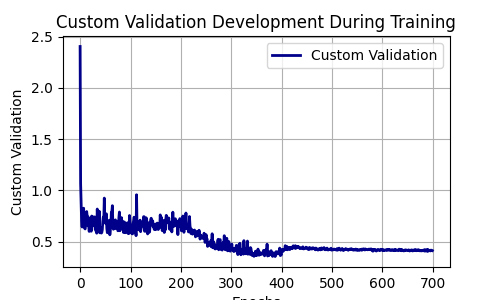 Custom Validation Development During Training
2.5
Custom Validation
2.0
1.5
1.0
0.5
Custom Validation
0 100 200 300 400 500 600 700
Epochs